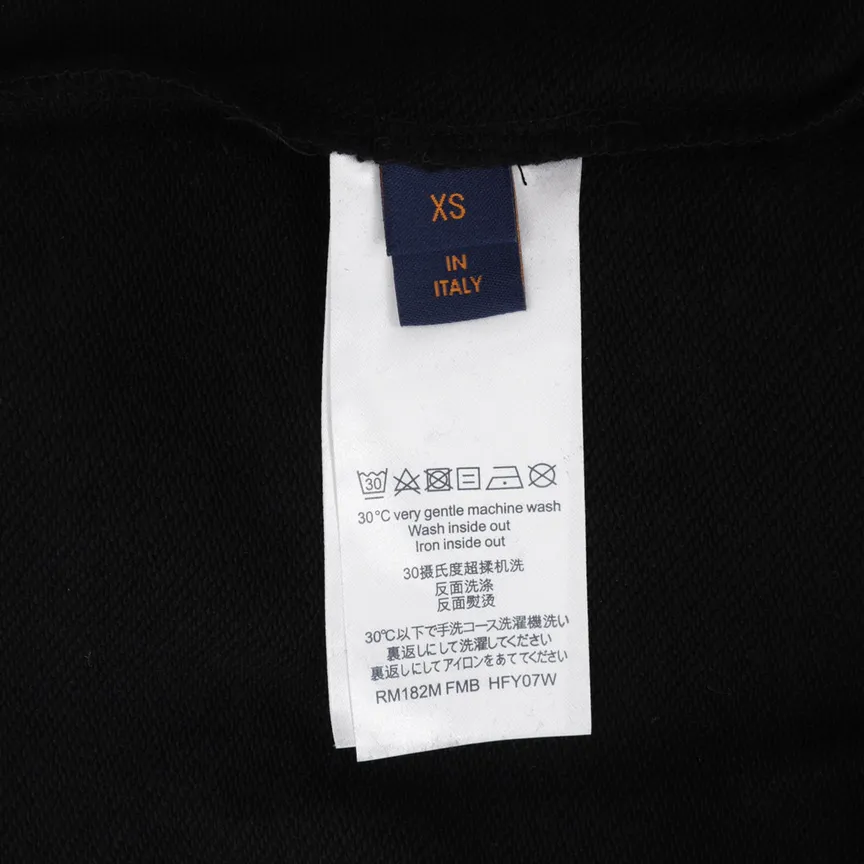 XS
IN
ITALY
30
30°C very gentle machine wash
Wash inside out
Iron inside out
30摄氏度超揉机洗
反面洗涤
反面熨烫
30℃以下で手洗コース洗濯機洗い
裏返しにして洗濯してください
裏返しにしてアイロンをあててください
RM182M FMB HFY07W